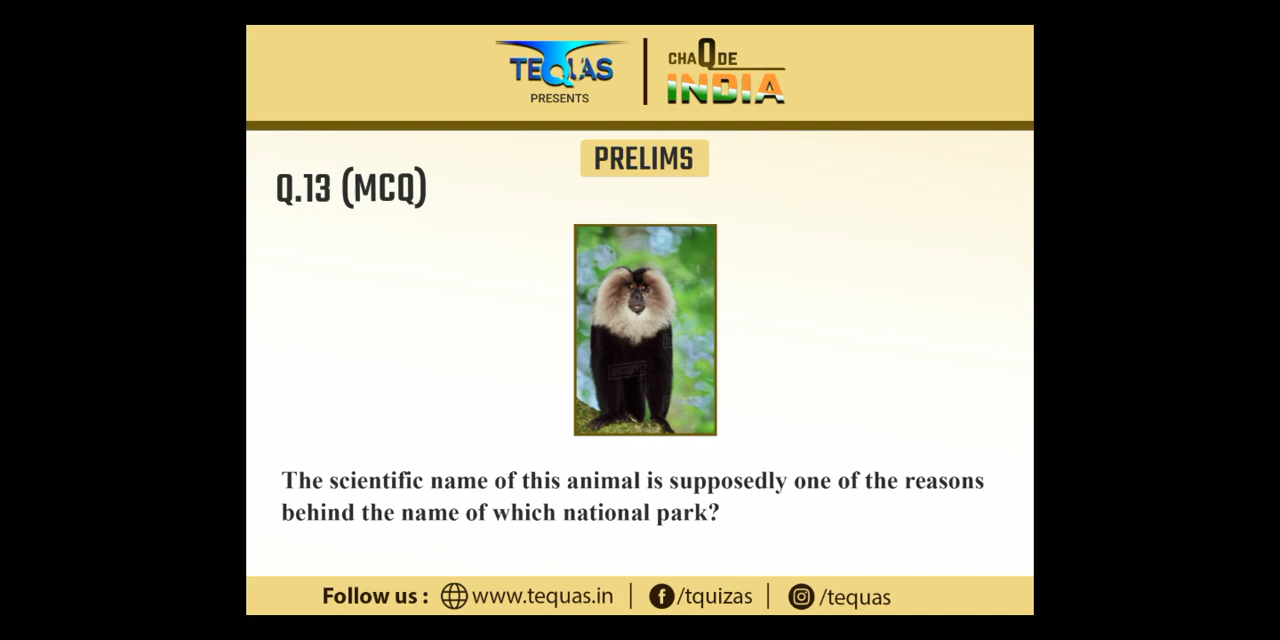 TEQUAS
PRESENTS
CHAQDE
INDIA
PRELIMS
Q.13 (MCQ)
The scientific name of this animal is supposedly one of the reasons
behind the name of which national park?
Follow us : www.tequas.in | f/tquizas | /tequas